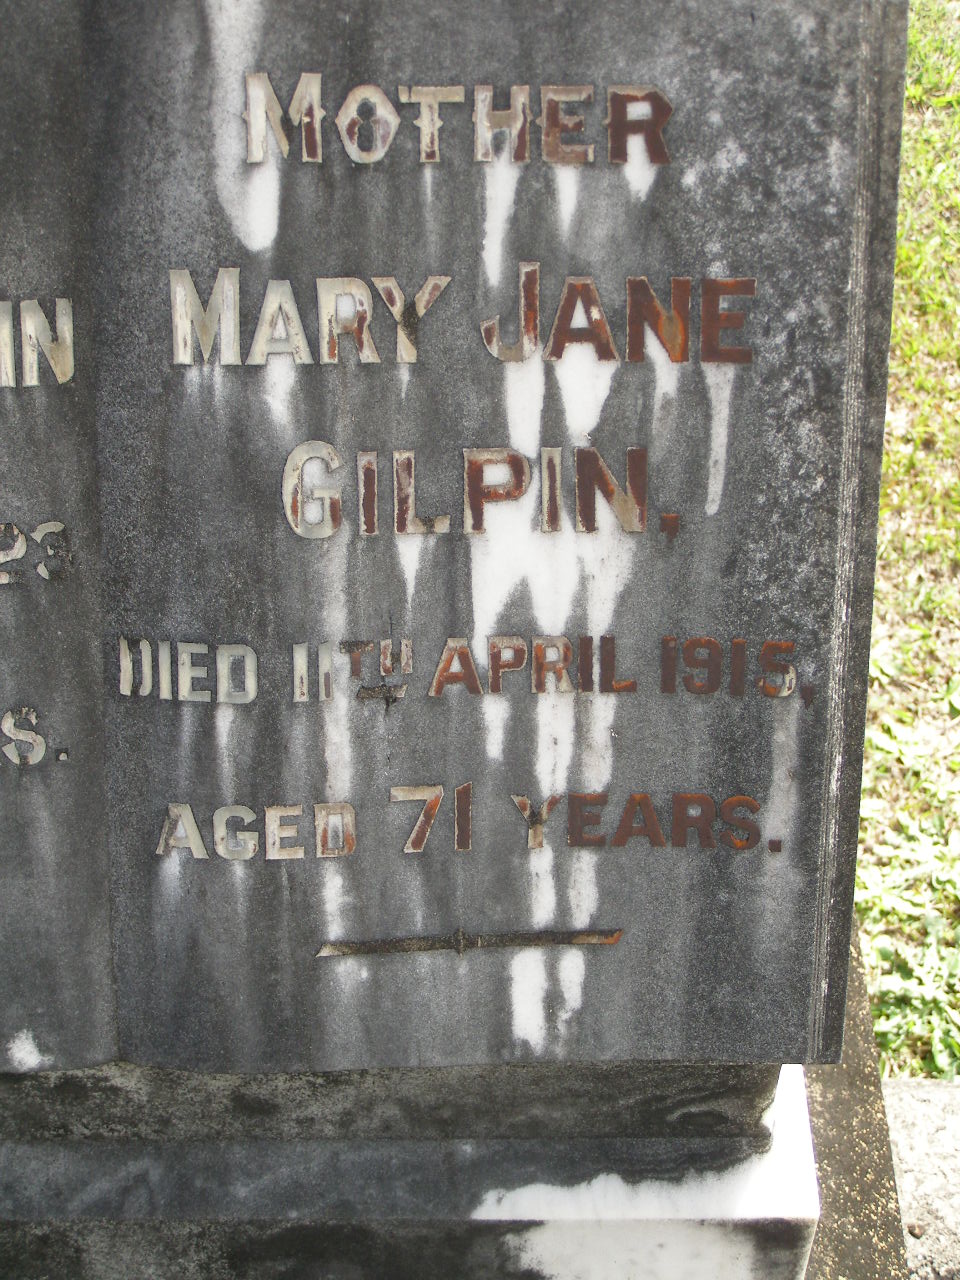 MOTHER
MARY JANE
GILPIN,
DIED 11TH APRIL 1915,
AGED 71 YEARS.